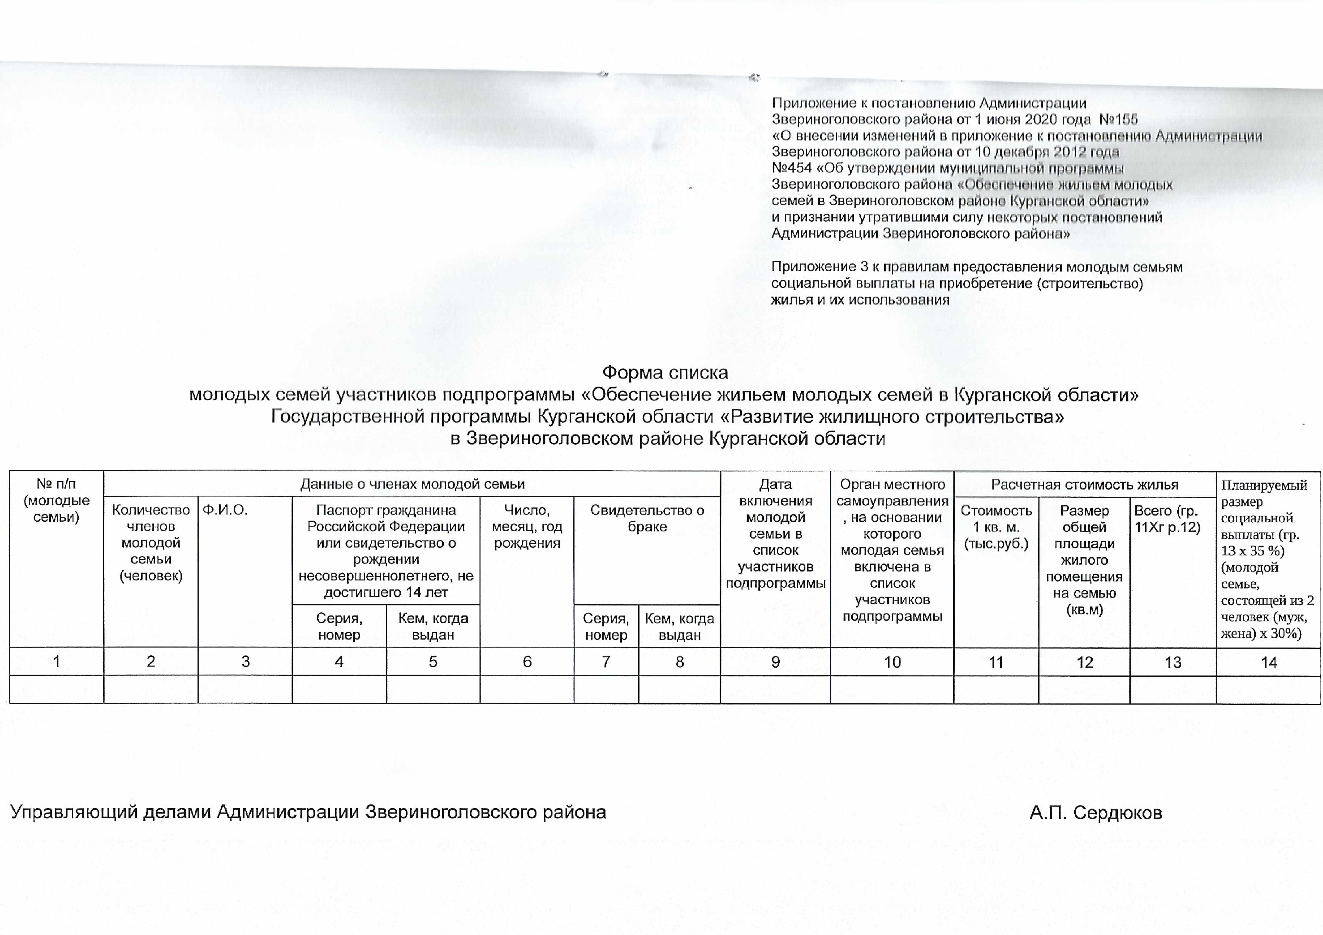 Приложение к постановлению Администрации
Звериноголовского района от 1 июня 2020 года №155
«О внесении изменений в приложение к постановлению Администрации
Звериноголовского района от 10 декабря 2012 года
№454 «Об утверждении муниципальной программы
Звериноголовского района «Обеспечение жильем молодых
семей в Звериноголовском районе Курганской области»
и признании утратившими силу некоторых постановлений
Администрации Звериноголовского района»
Приложение 3 к правилам предоставления молодым семьям
социальной выплаты на приобретение (строительство)
жилья и их использования
Форма списка
молодых семей участников подпрограммы «Обеспечение жильем молодых семей в Курганской области»
Государственной программы Курганской области «Развитие жилищного строительства»
в Звериноголовском районе Курганской области
№ п/п
(молодые
семьи)
Данные о членах молодой семьи
Количество
членов
молодой
семьи
(человек)
Ф.И.О.
Паспорт гражданина
Российской Федерации
или свидетельство о
рождении
несовершеннолетнего, не
достигшего 14 лет
Серия,
номер
Кем, когда
выдан
Число,
месяц, год
рождения
Свидетельство о
браке
Серия,
номер
Кем, когда
выдан
Дата
включения
молодой
семьи в
список
участников
подпрограммы
Орган местного
самоуправления
, на основании
которого
молодая семья
включена в
список
участников
подпрограммы
Расчетная стоимость жилья
Стоимость
1 кв. м.
(тыс.руб.)
Размер
общей
площади
жилого
помещения
на семью
(кв.м)
Всего (гр.
11Хг р.12)
Планируемый
размер
социальной
выплаты (гр.
13 х 35 %)
(молодой
семье,
состоящей из 2
человек (муж,
жена) х 30%)
1 2 3 4 5 6 7 8 9 10 11 12 13 14
Управляющий делами Администрации Звериноголовского района А.П. Сердюков